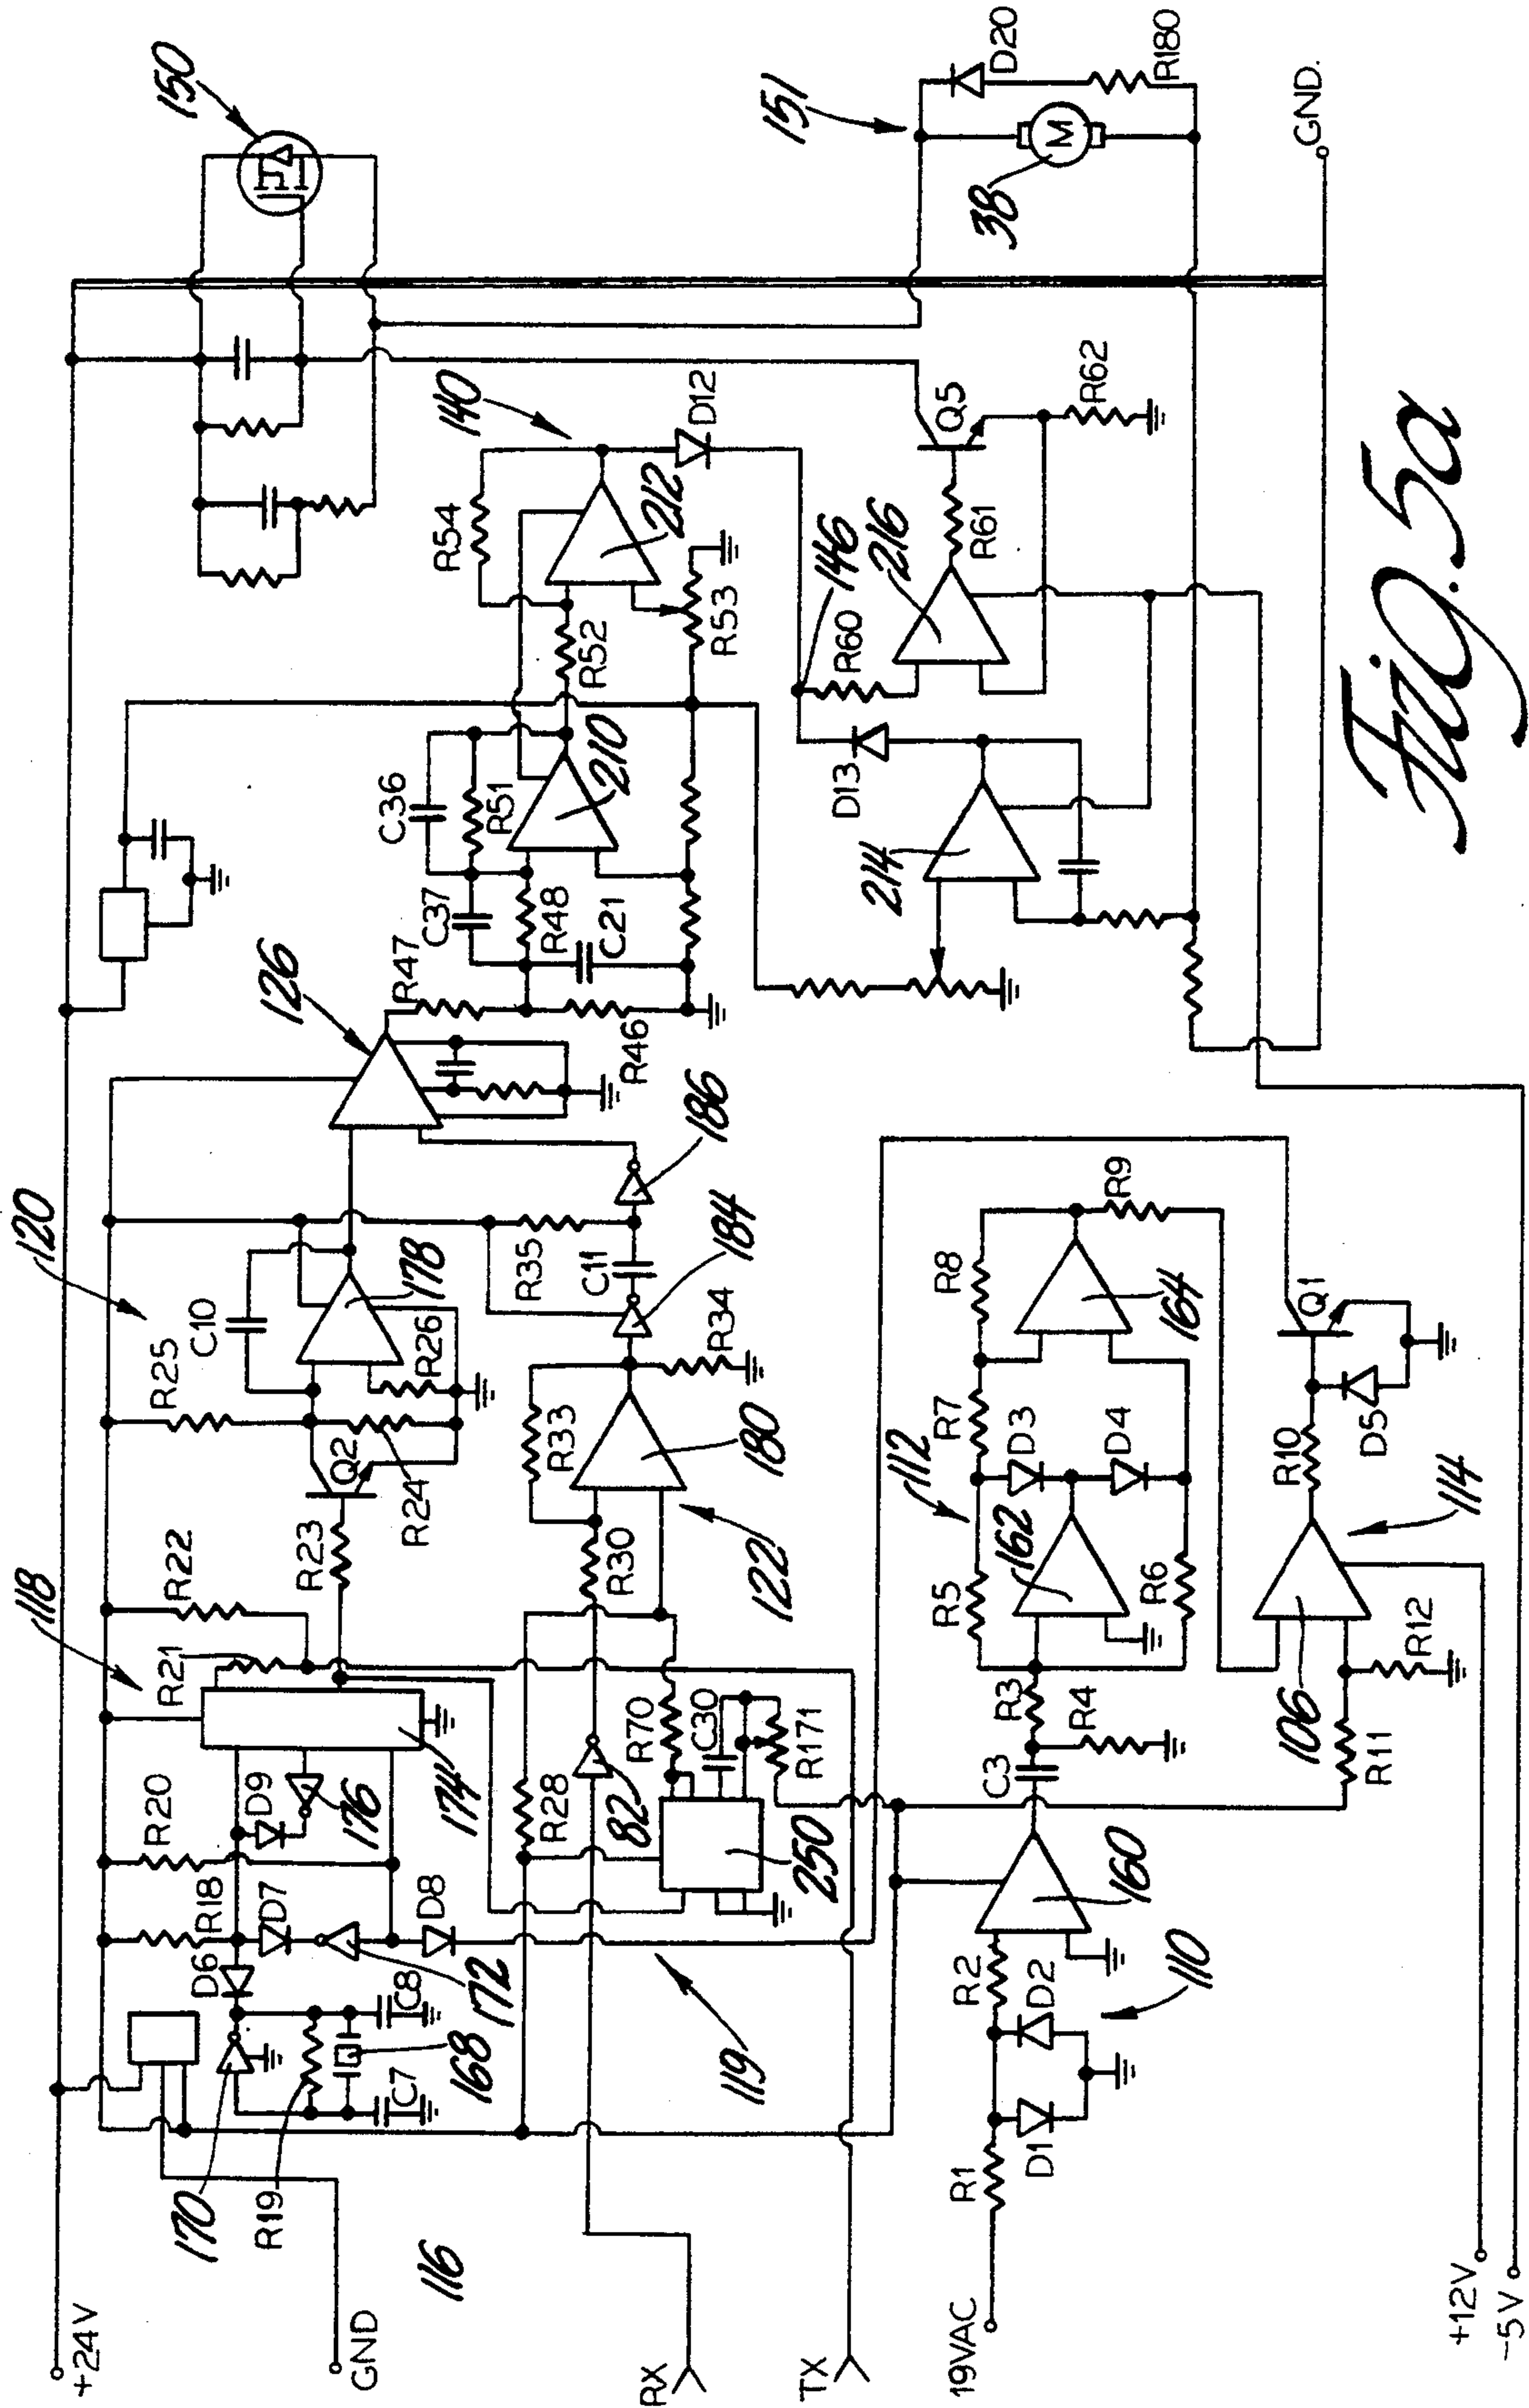 +24V
GND
116
RX
TX
19VAC
+12V
-5V
170
R19
168
C7
C8
D6
R18
D7
172
D8
R20
D9
176
174
118
R21
R22
R23
Q2
R24
R25
C10
120
178
R26
119
82
R28
250
R70
C30
R171
R30
122
R33
180
R34
184
C11
R35
186
126
R46
R47
R48
C37
C21
C36
R51
210
R52
R53
R54
212
140
D12
150
151
38
M
D20
R180
GND.
146
R60
D13
214
216
R61
Q5
R62
R1
D1
D2
R2
110
160
C3
R3
R4
R5
R6
162
112
D3
D4
R7
R8
164
R9
106
R11
R12
R10
114
D5
Q1
Fig. 5a